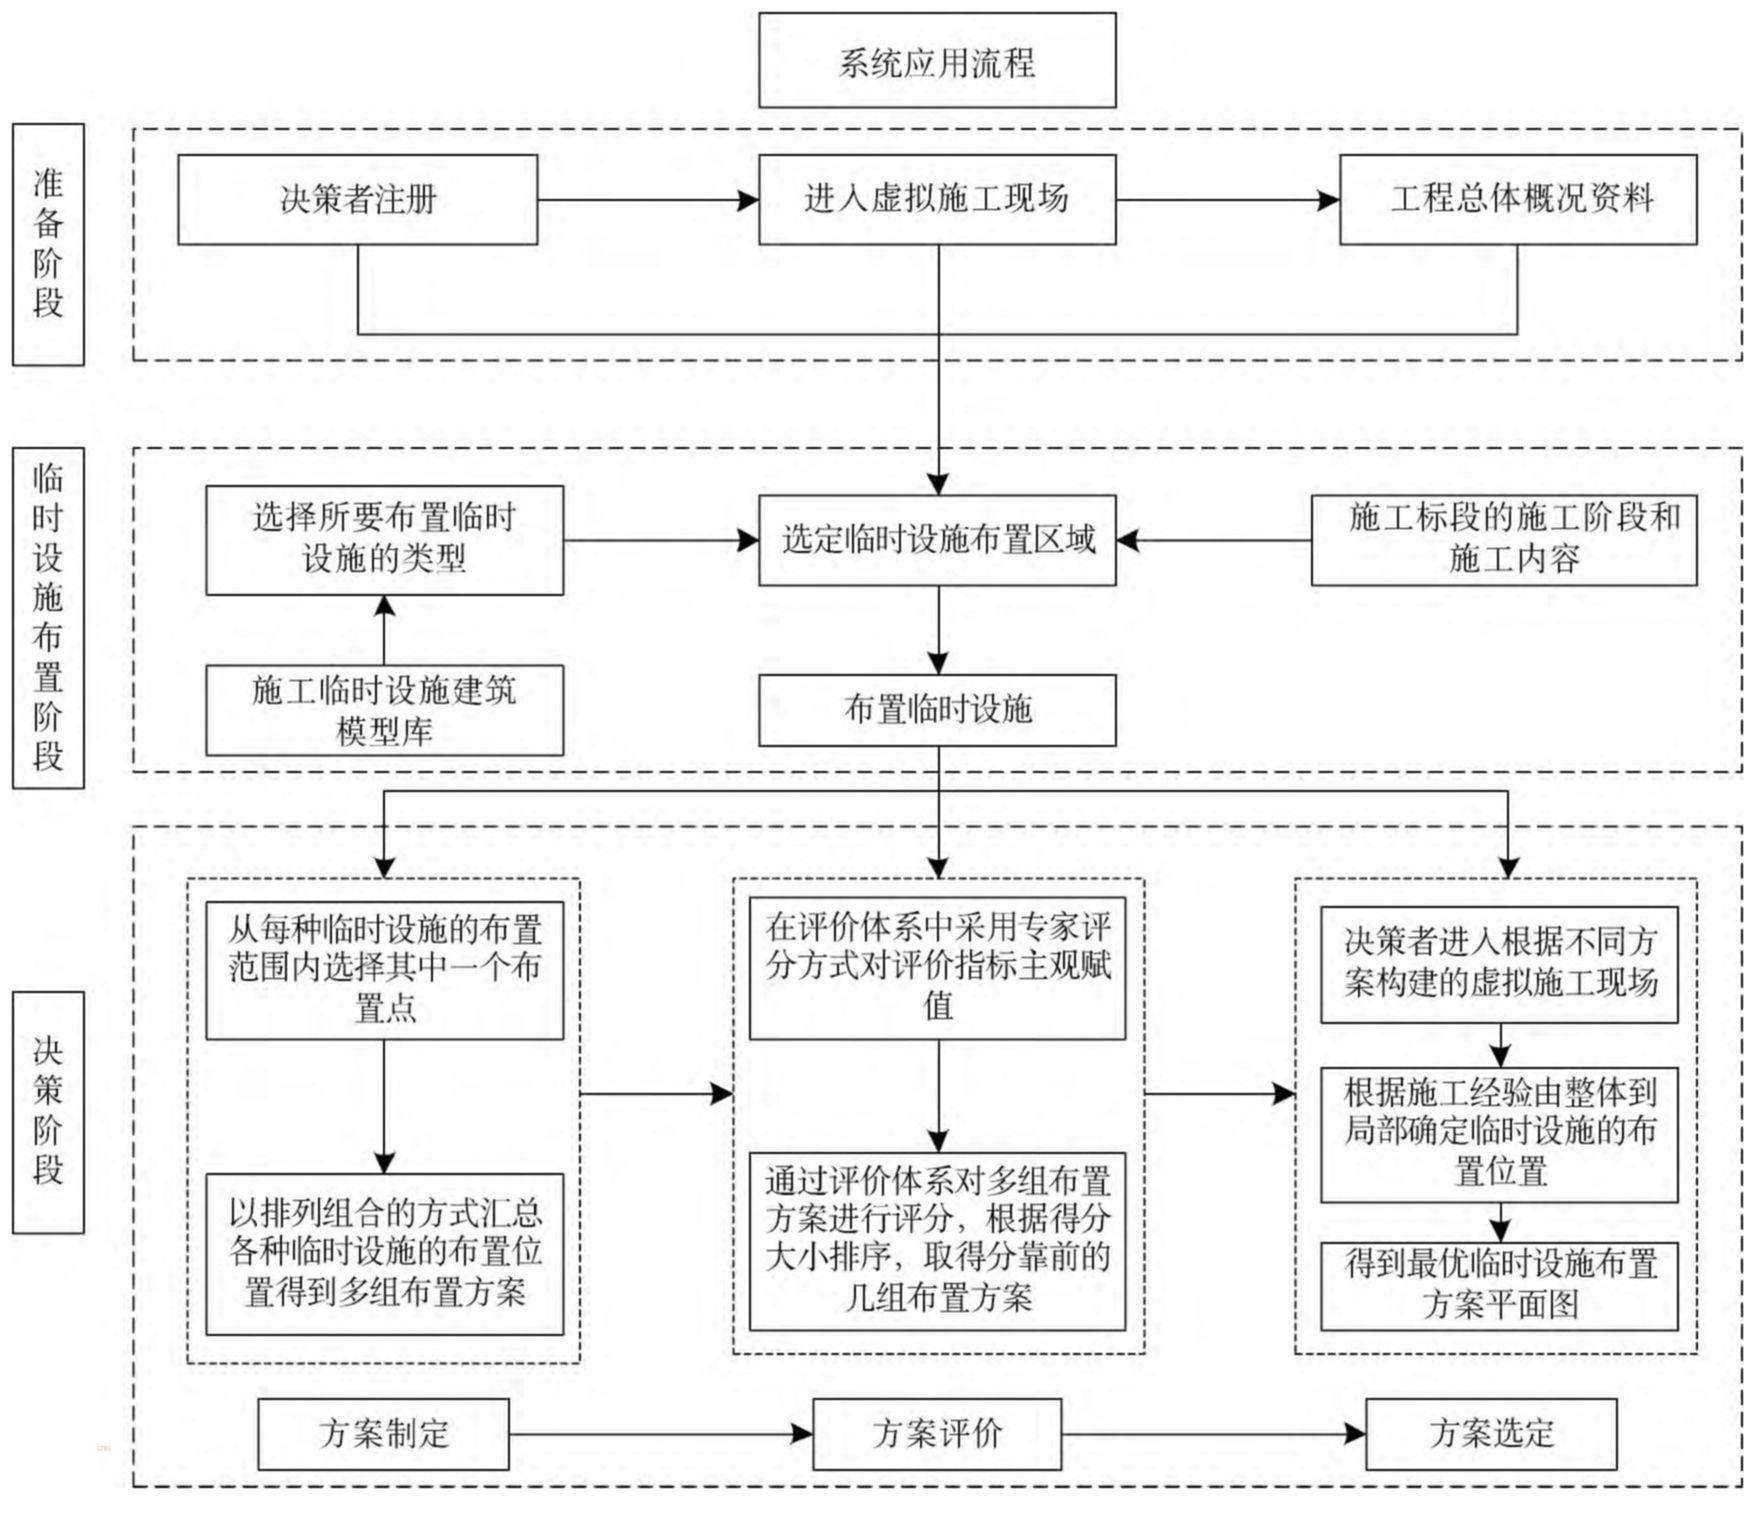 系统应用流程
准备阶段
决策者注册
进入虚拟施工现场
工程总体概况资料
临时设施布置阶段
选择所要布置临时
设施的类型
选定临时设施布置区域
施工标段的施工阶段和
施工内容
施工临时设施建筑
模型库
布置临时设施
决策阶段
从每种临时设施的布置
范围内选择其中一个布
置点
以排列组合的方式汇总
各种临时设施的布置位
置得到多组布置方案
在评价体系中采用专家评
分方式对评价指标主观赋
值
通过评价体系对多组布置
方案进行评分，根据得分
大小排序，取得分靠前的
几组布置方案
决策者进入根据不同方
案构建的虚拟施工现场
根据施工经验由整体到
局部确定临时设施的布
置位置
得到最优临时设施布置
方案平面图
方案制定
方案评价
方案选定